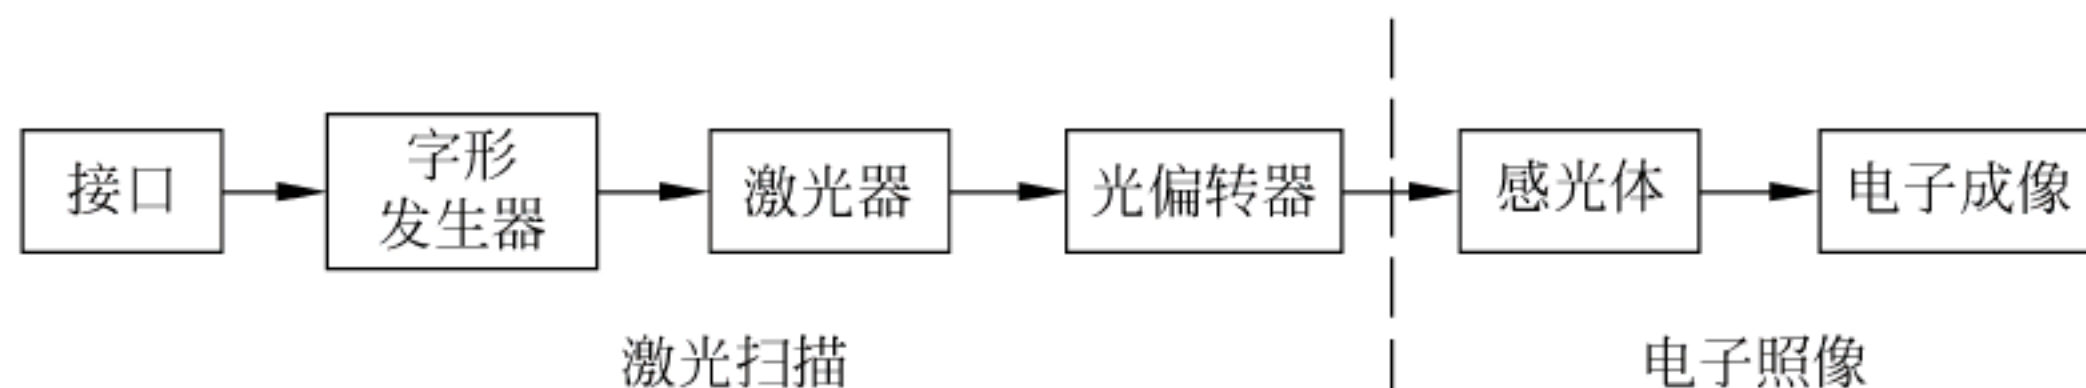 接口
字形
发生器
激光器
光偏转器
感光体
电子成像
激光扫描
电子照像